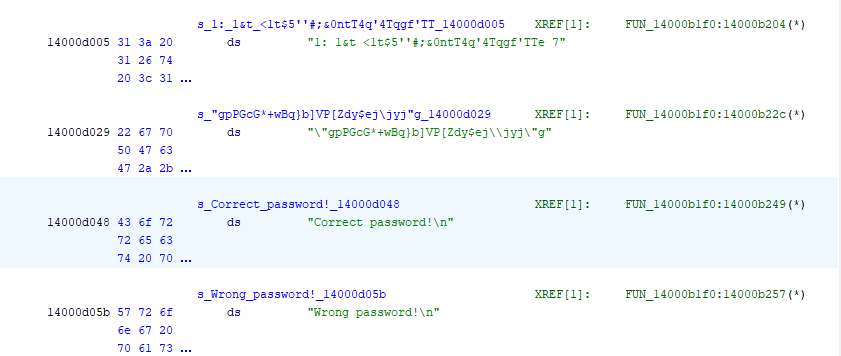 s_1:_1&t_<1t$5''#;&0ntT4q'4Tqgf'TT_14000d005 XREF[1]: FUN_14000b1f0:14000b204(*)
14000d005 31 3a 20 ds "1: 1&t <1t$5''#;&0ntT4q'4Tqgf'TTe 7"
31 26 74
20 3c 31 ...
s_"gpPGcG*+wBq}b]VP[Zdy$ej\jyj"g_14000d029 XREF[1]: FUN_14000b1f0:14000b22c(*)
14000d029 22 67 70 ds "\"gpPGcG*+wBq}b]VP[Zdy$ej\\jyj\"g"
50 47 63
47 2a 2b ...
s_Correct_password!_14000d048 XREF[1]: FUN_14000b1f0:14000b249(*)
14000d048 43 6f 72 ds "Correct password!\n"
72 65 63
74 20 70 ...
s_Wrong_password!_14000d05b XREF[1]: FUN_14000b1f0:14000b257(*)
14000d05b 57 72 6f ds "Wrong password!\n"
6e 67 20
70 61 73 ...